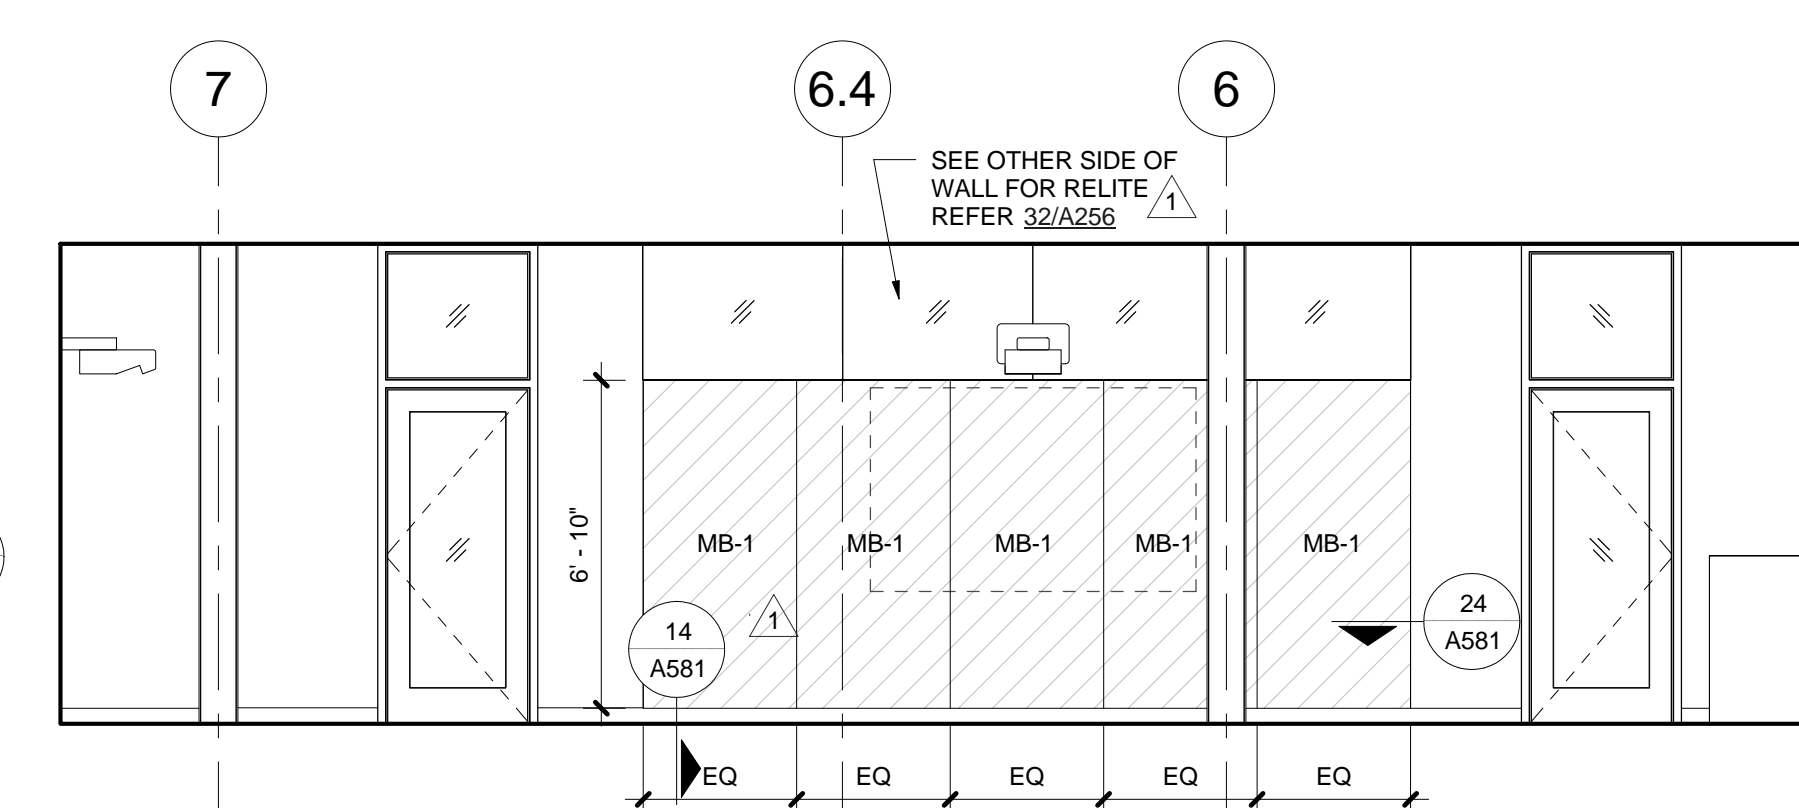 7
6.4
6
SEE OTHER SIDE OF
WALL FOR RELITE
REFER 32/A256
1
6' - 10"
MB-1
MB-1
MB-1
MB-1
MB-1
1
14
A581
24
A581
EQ
EQ
EQ
EQ
EQ